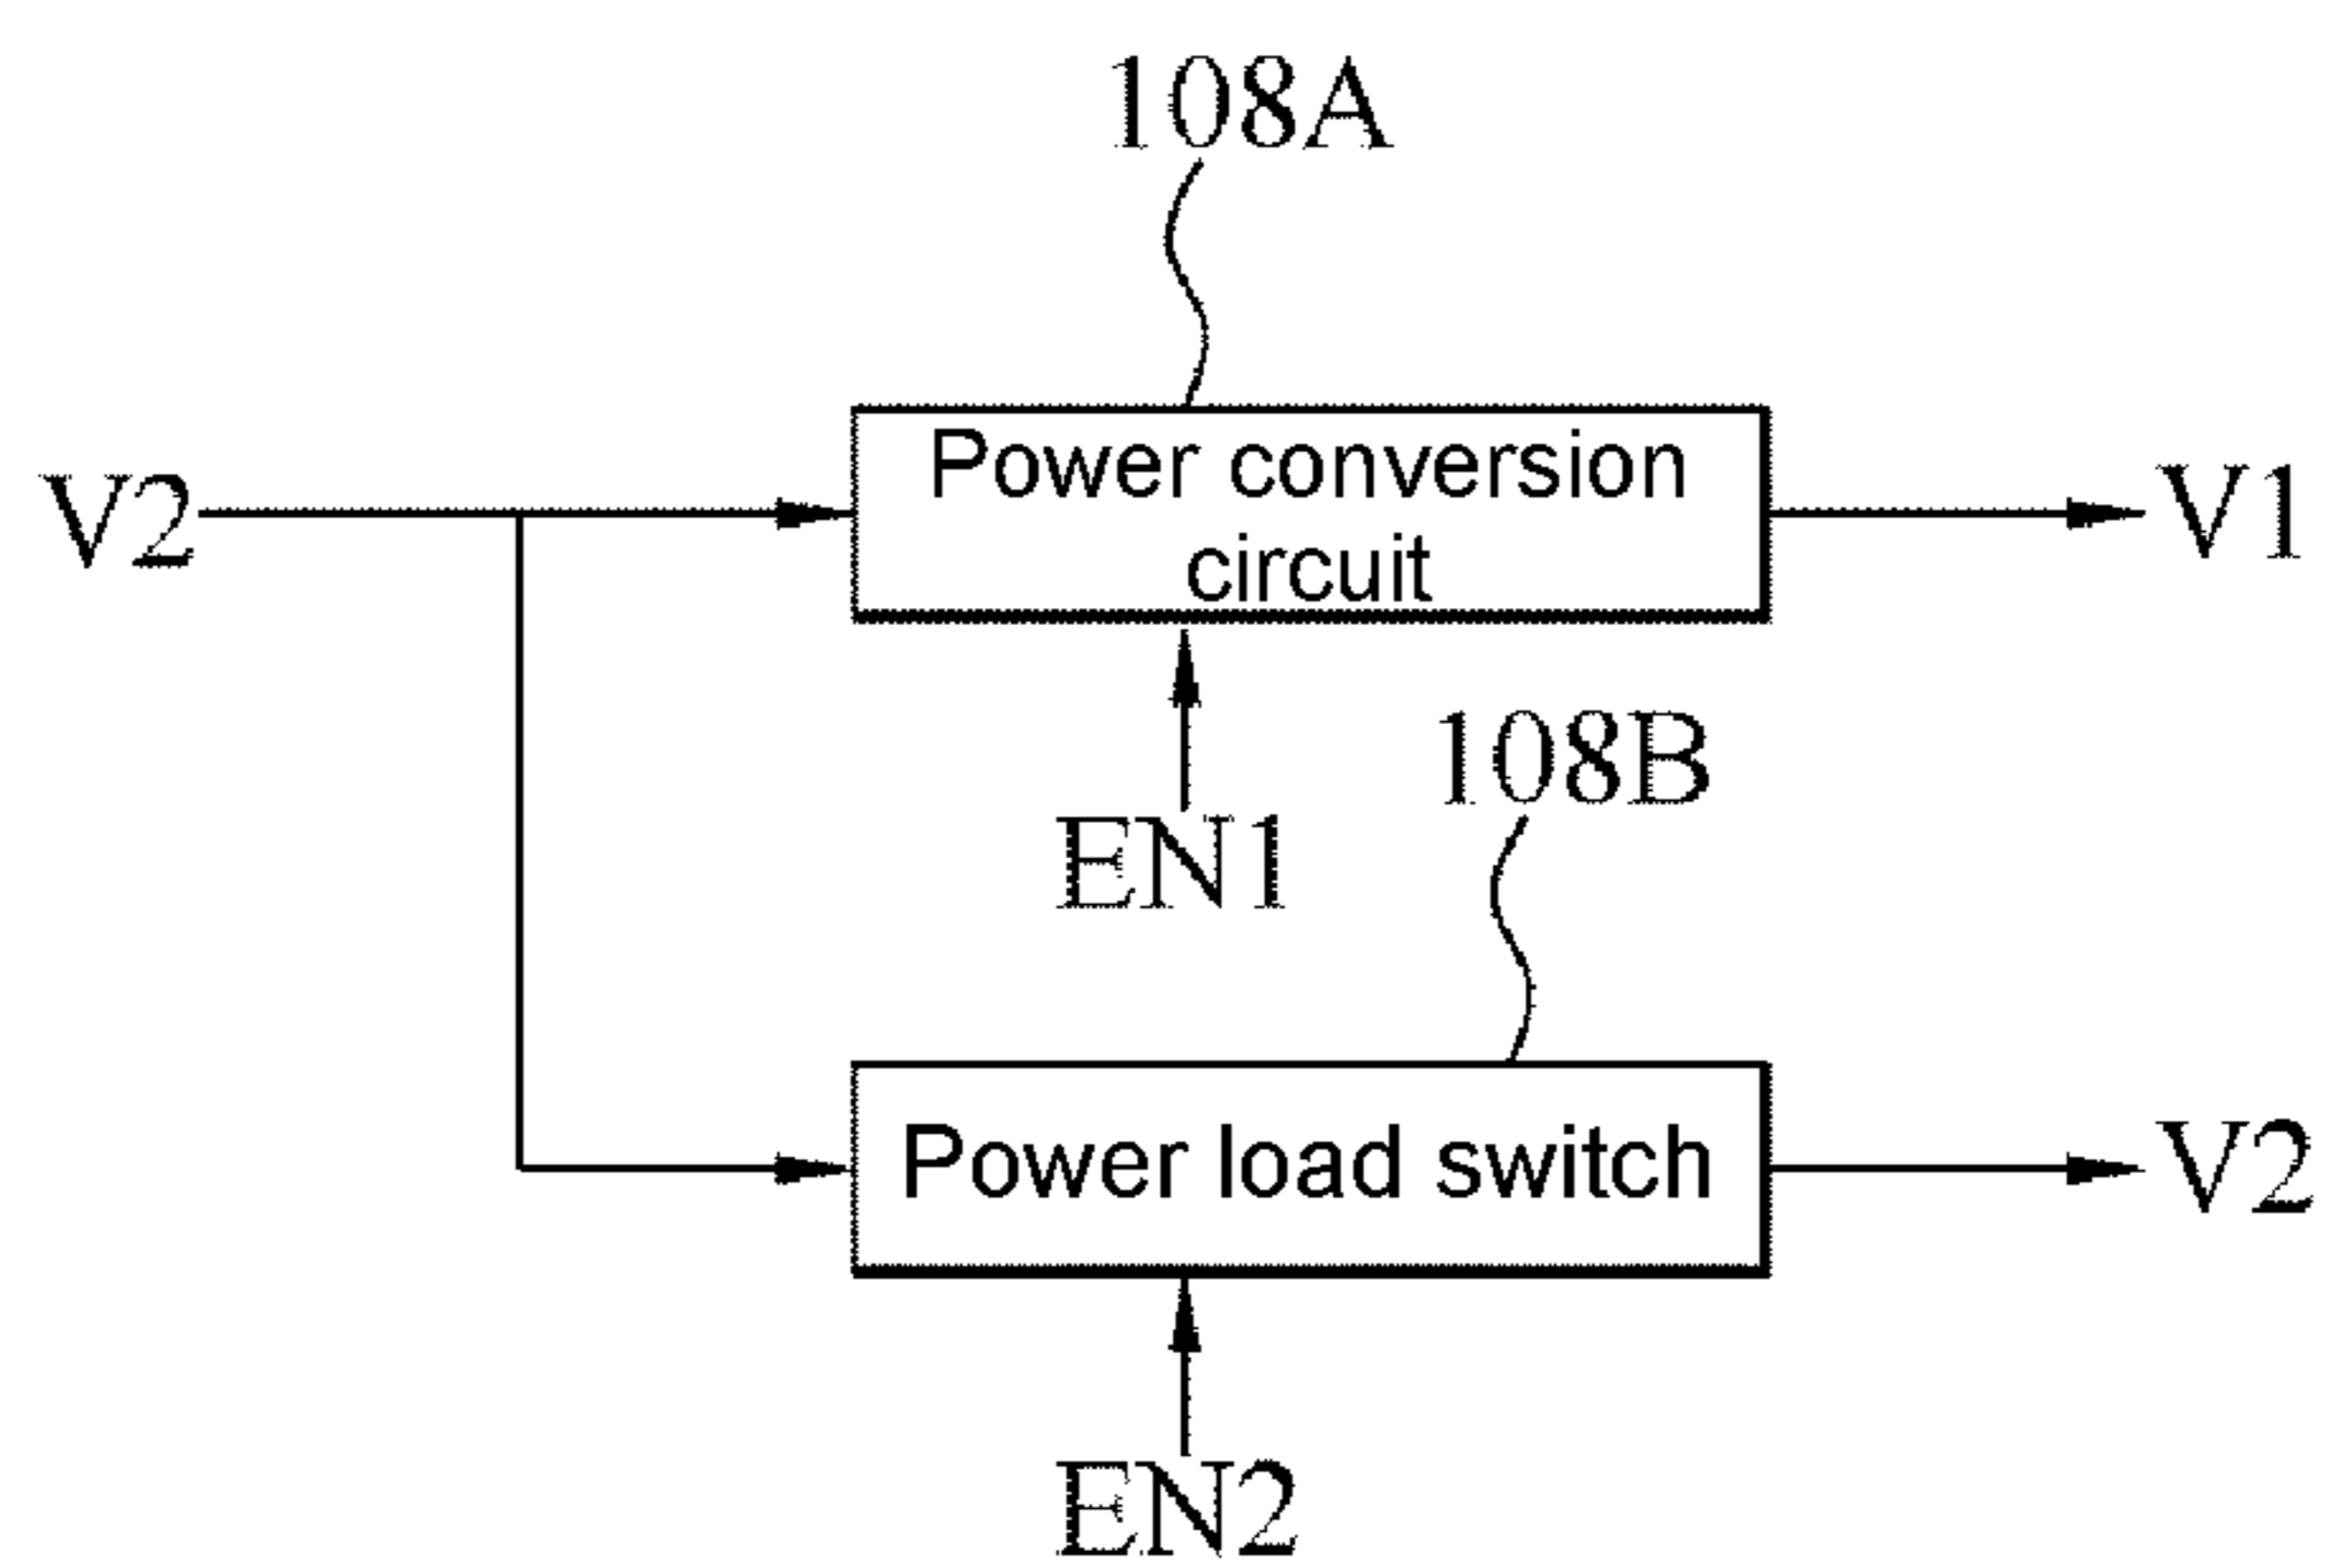 108A
V2
Power conversion
circuit
V1
EN1
108B
Power load switch
V2
EN2